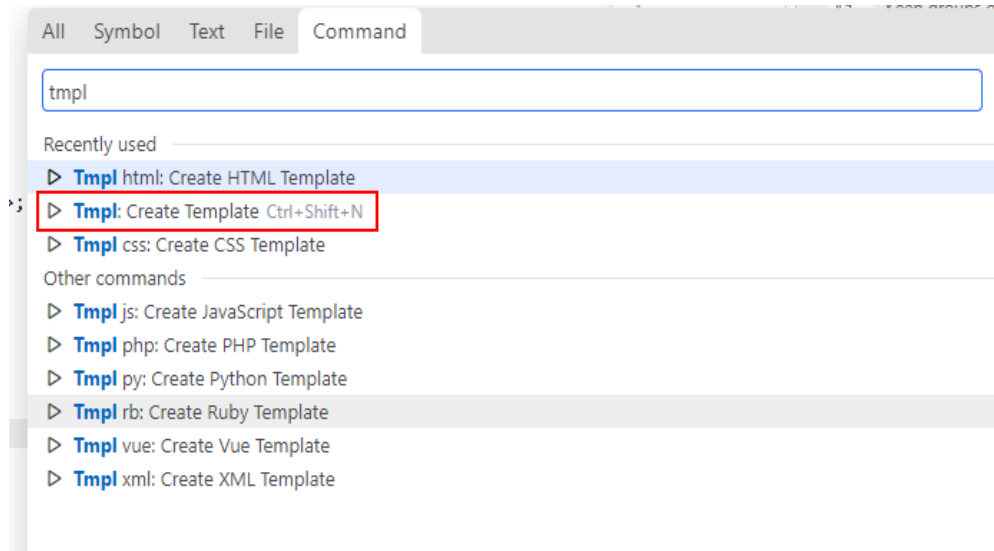 All Symbol Text File Command
tmpl
Recently used
Tmpl html: Create HTML Template
>;
Tmpl: Create Template Ctrl+Shift+N
Tmpl css: Create CSS Template
Other commands
Tmpl js: Create JavaScript Template
Tmpl php: Create PHP Template
Tmpl py: Create Python Template
Tmpl rb: Create Ruby Template
Tmpl vue: Create Vue Template
Tmpl xml: Create XML Template